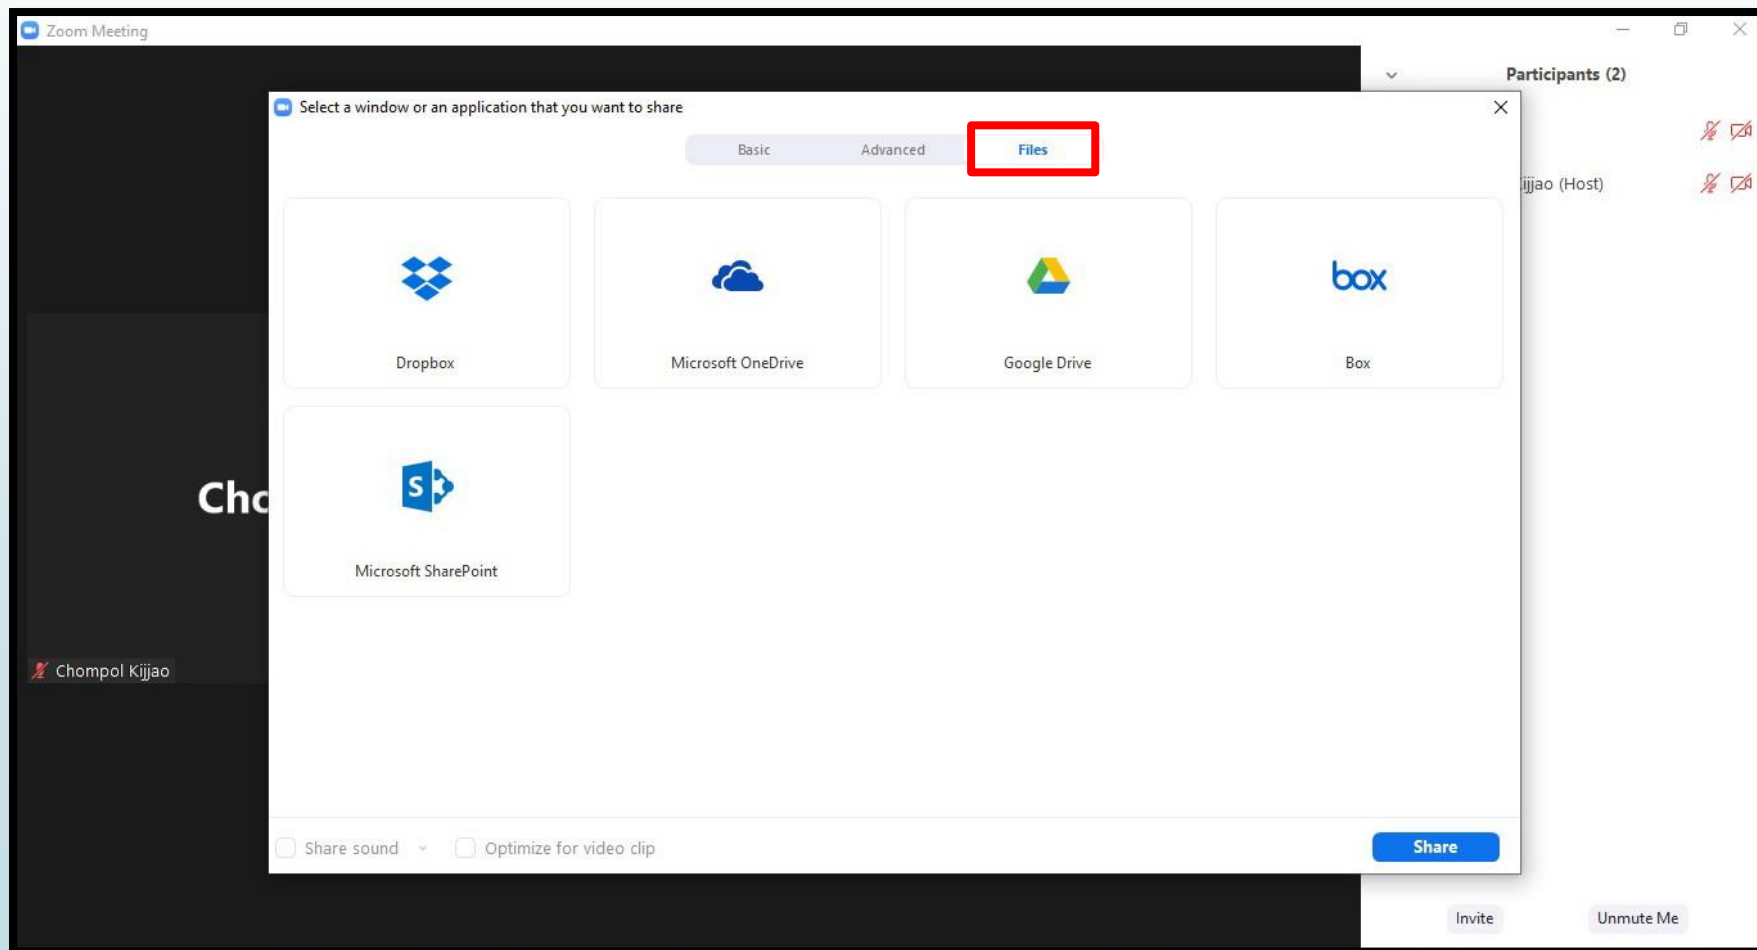 Zoom Meeting
Participants (2)
Select a window or an application that you want to share
Basic Advanced Files
(Host)
Dropbox
Microsoft OneDrive
box
Google Drive
Box
S
Microsoft SharePoint
Cho
Chompol Kijjao
Share sound
Optimize for video clip
Share
Invite
Unmute Me